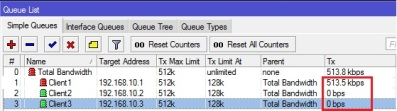 Queue List
Simple Queues Interface Queues Queue Tree Queue Types
00 Reset Counters 00 Reset All Counters
# Name Target Address Tx Max Limit Tx Limit At Parent Tx
0 Total Bandwidth 512k unlimited none 513.8 kbps
1 Client1 192.168.10.1 512k 128k Total Bandwidth 513.5 kbps
2 Client2 192.168.10.2 512k 128k Total Bandwidth 0 bps
3 Client3 192.168.10.3 512k 128k Total Bandwidth 0 bps